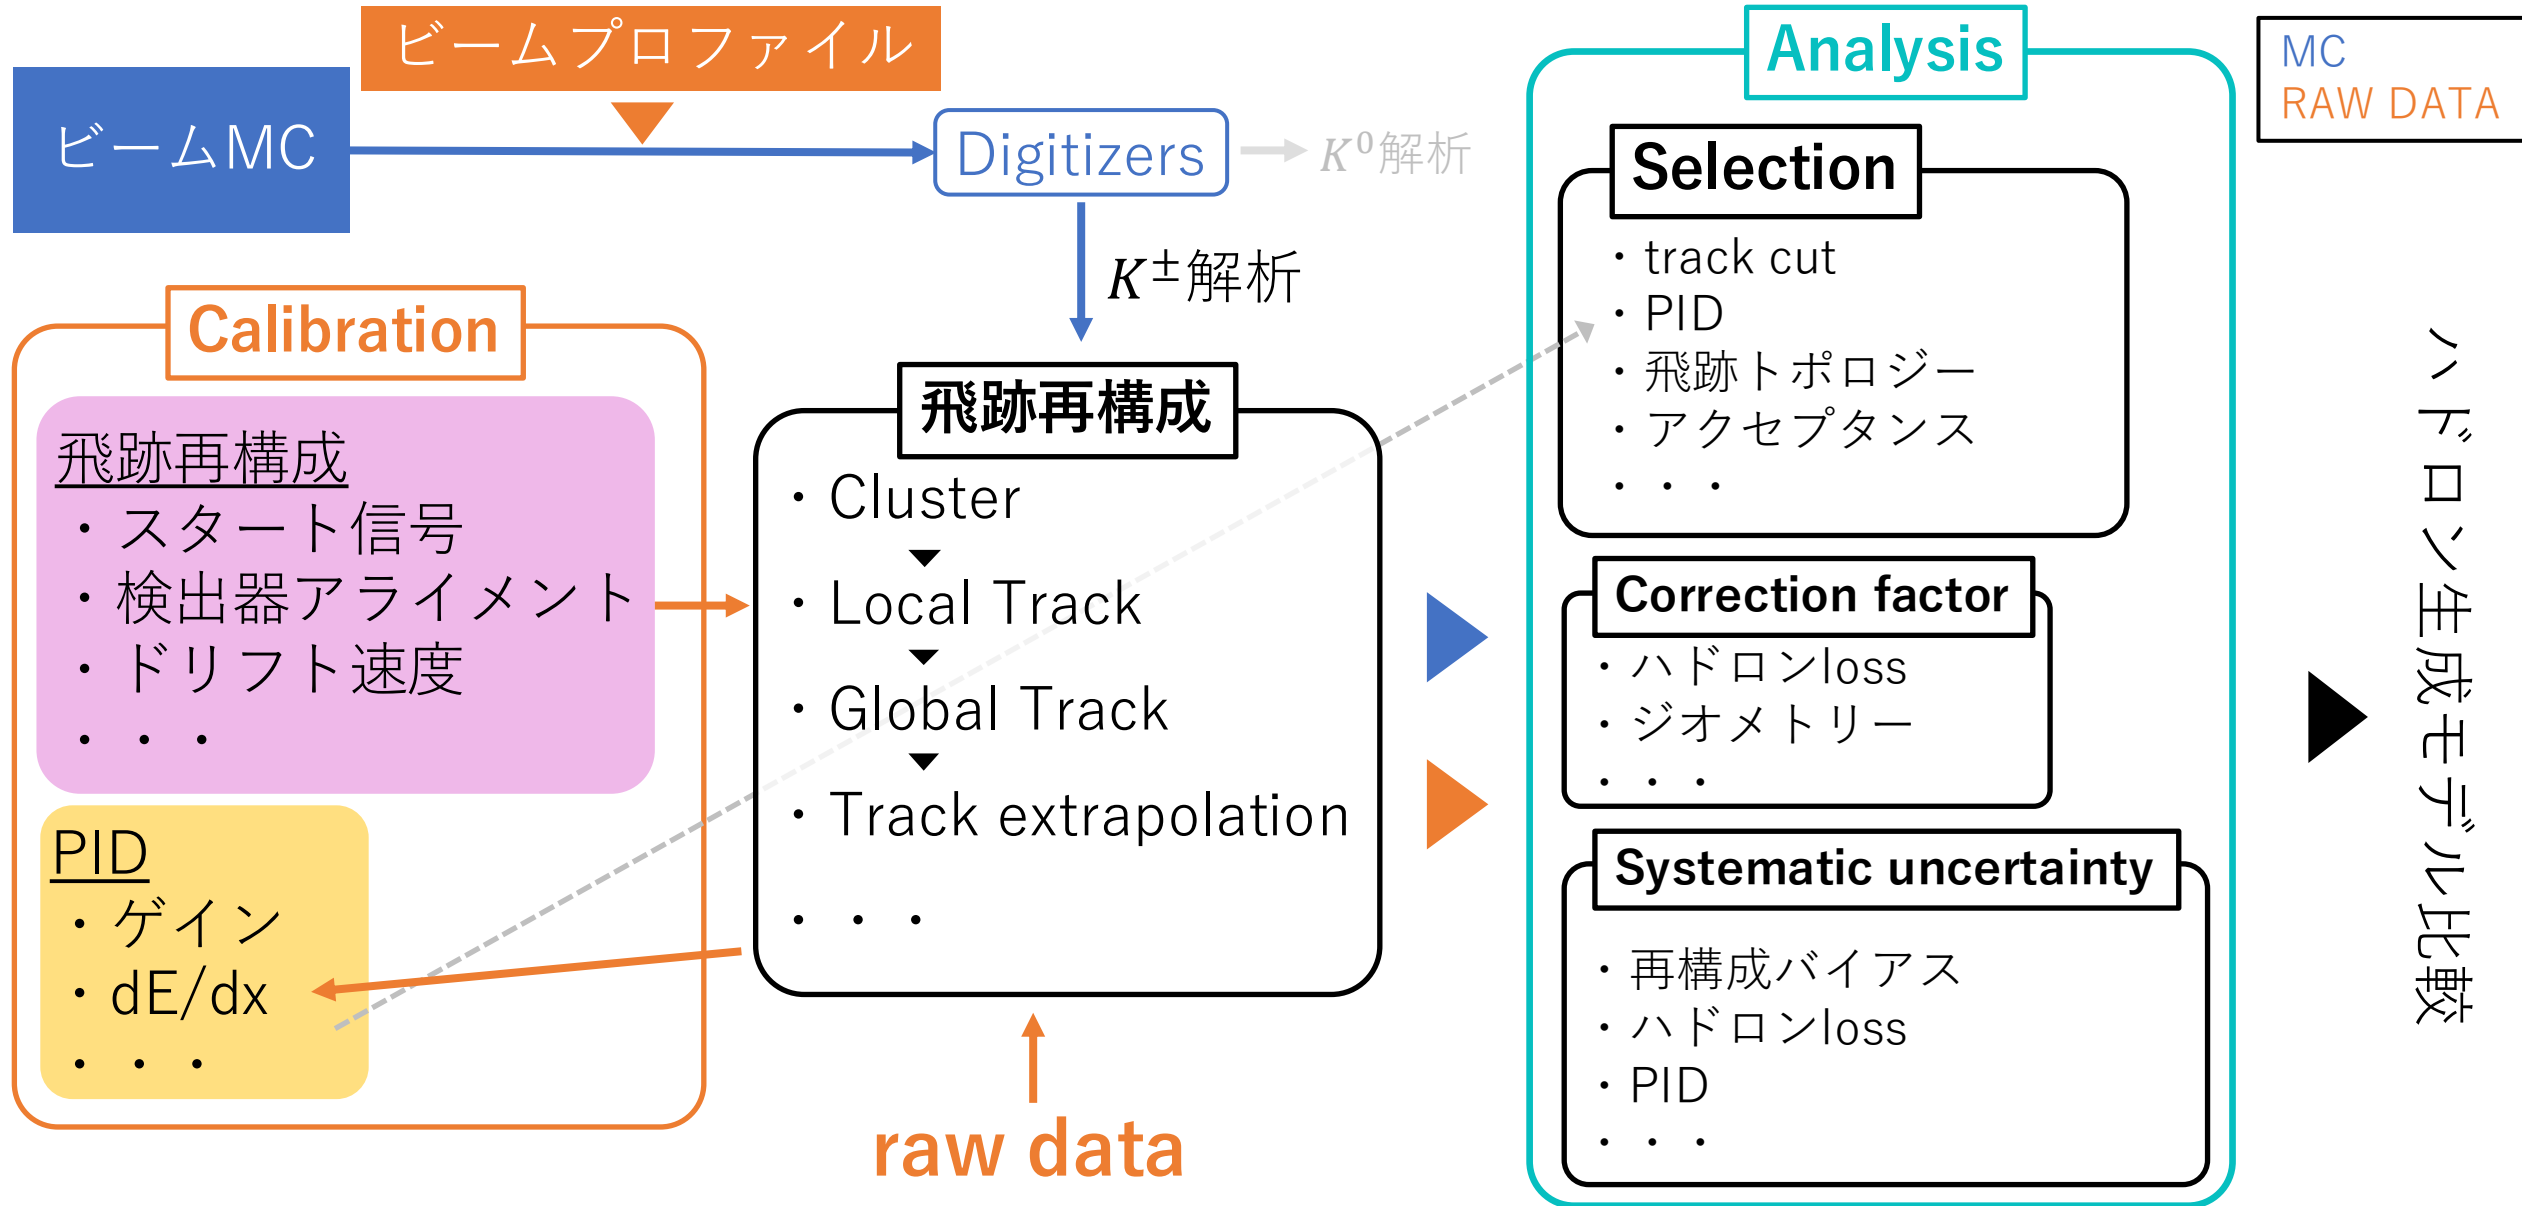 ビームプロファイル
ビームMC
Digitizers
K⁰解析
K±解析
Calibration
飛跡再構成
・スタート信号
・検出器アライメント
・ドリフト速度
・・・
PID
・ゲイン
・dE/dx
・・・
飛跡再構成
・Cluster
・Local Track
・Global Track
・Track extrapolation
・・・
raw data
Analysis
Selection
・track cut
・PID
・飛跡トポロジー
・アクセプタンス
・・・
Correction factor
・ハドロンloss
・ジオメトリー
・・・
Systematic uncertainty
・再構成バイアス
・ハドロンloss
・PID
・・・
MC
RAW DATA
ハドロン生成モデル比較